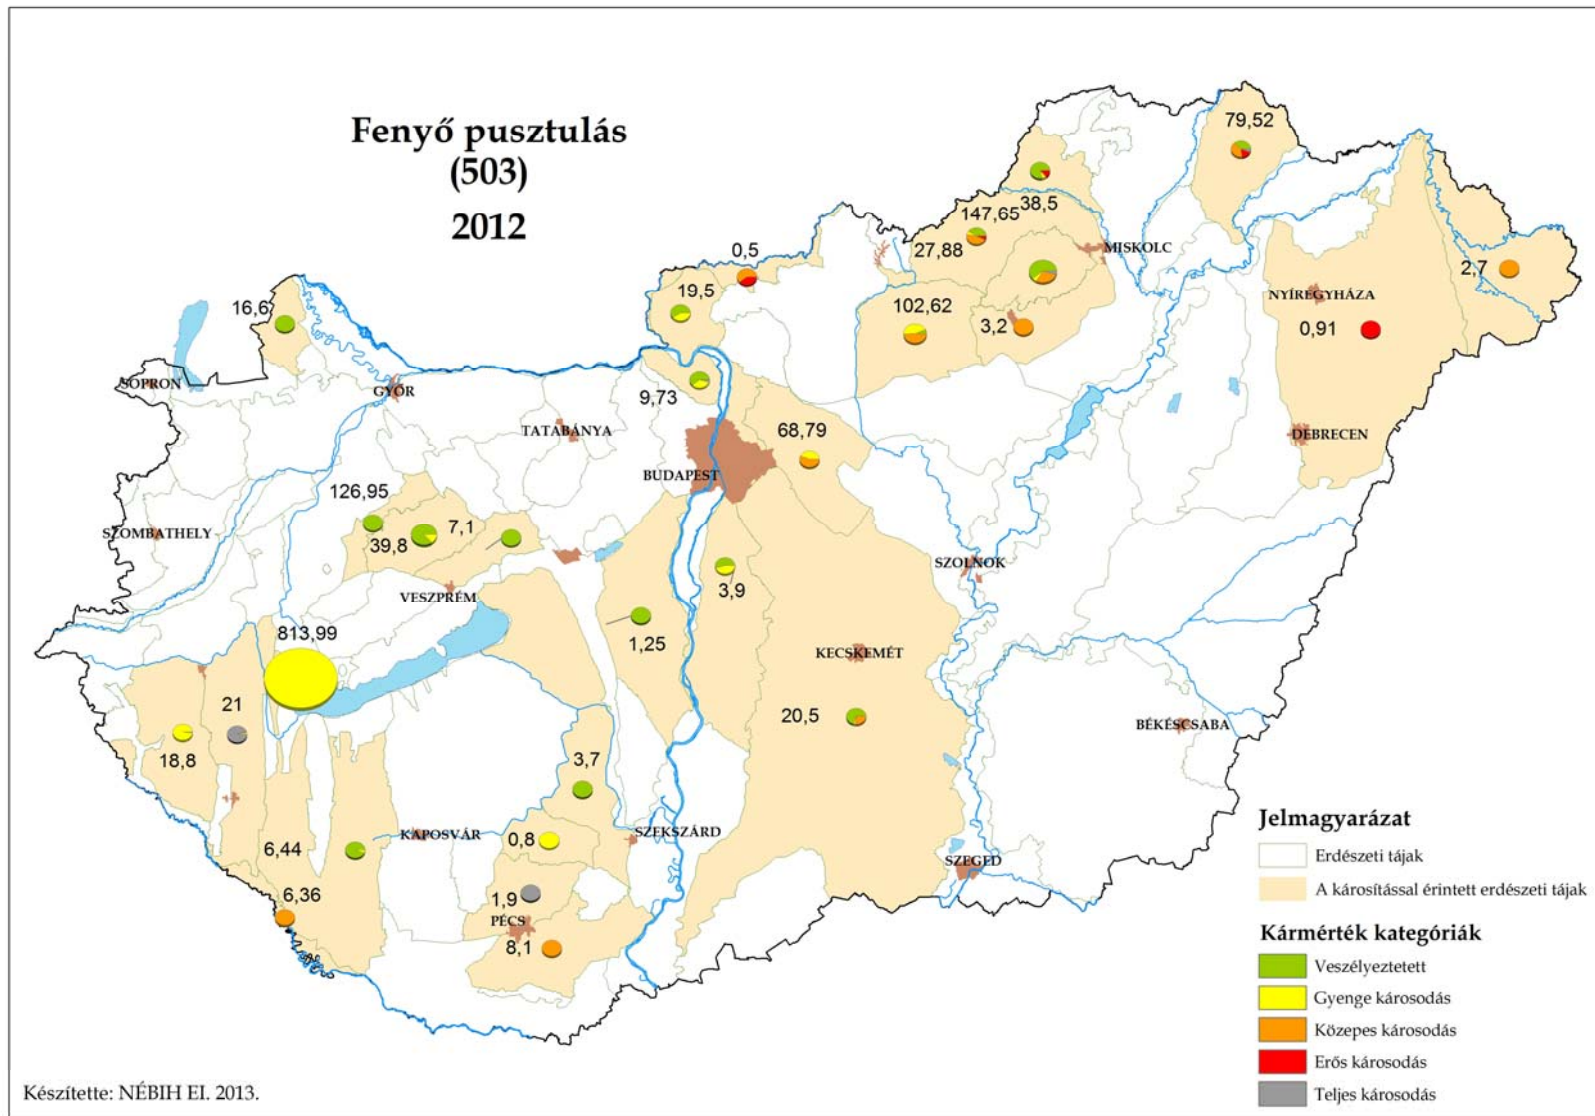 Fenyő pusztulás
(503)
2012
79,52
38,5
147,65
27,88
MISKOLC
0,5
19,5
16,6
102,62
3,2
2,7
NYÍREGYHÁZA
0,91
SOPRON
GYŐR
9,73
TATABÁNYA
68,79
DEBRECEN
BUDAPEST
126,95
7,1
39,8
SZOMBATHELY
SZOLNOK
VESZPRÉM
3,9
1,25
813,99
KECSKEMÉT
21
20,5
BÉKÉSCSABA
18,8
3,7
KAPOSVÁR
0,8
SZEKSZÁRD
6,44
SZEGED
6,36
1,9
PÉCS
8,1
Jelmagyarázat
Erdészeti tájak
A károsítással érintett erdészeti tájak
Kármérték kategóriák
Veszélyeztetett
Gyenge károsodás
Közepes károsodás
Erős károsodás
Teljes károsodás
Készítette: NÉBIH EI. 2013.